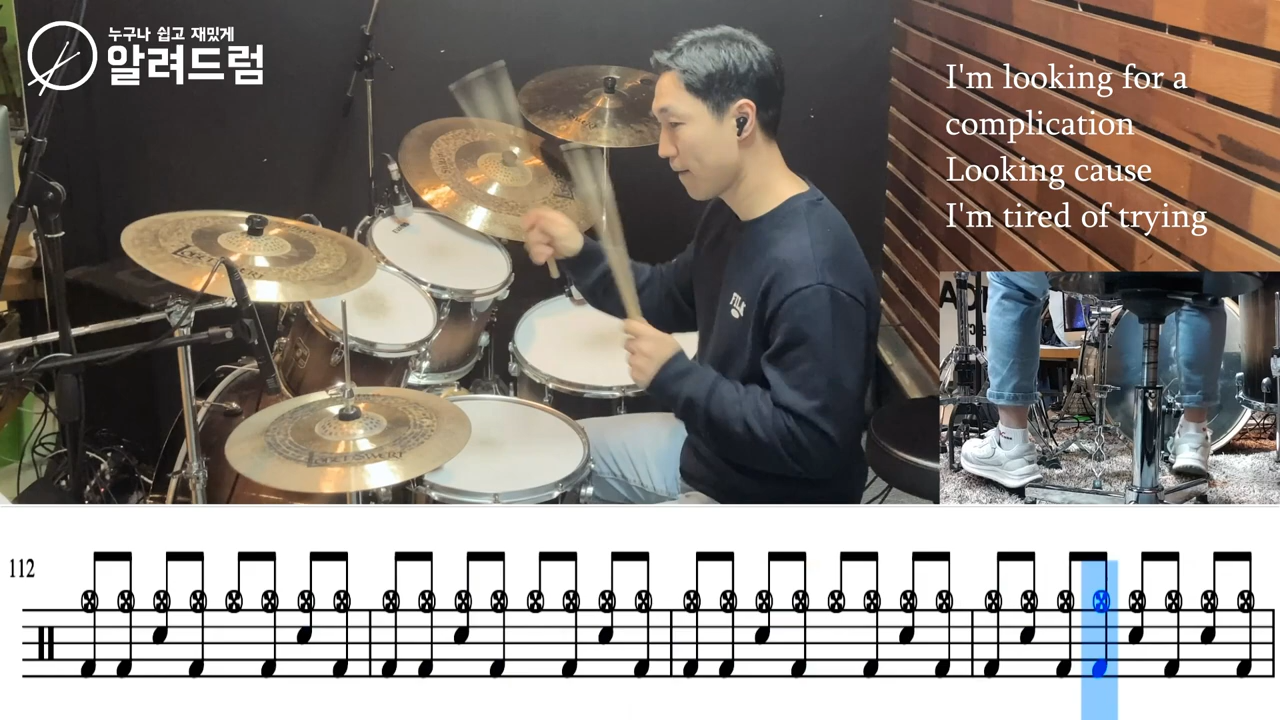 누구나 쉽고 재밌게
알려드럼
I'm looking for a
complication
Looking cause
I'm tired of trying
FILA
112